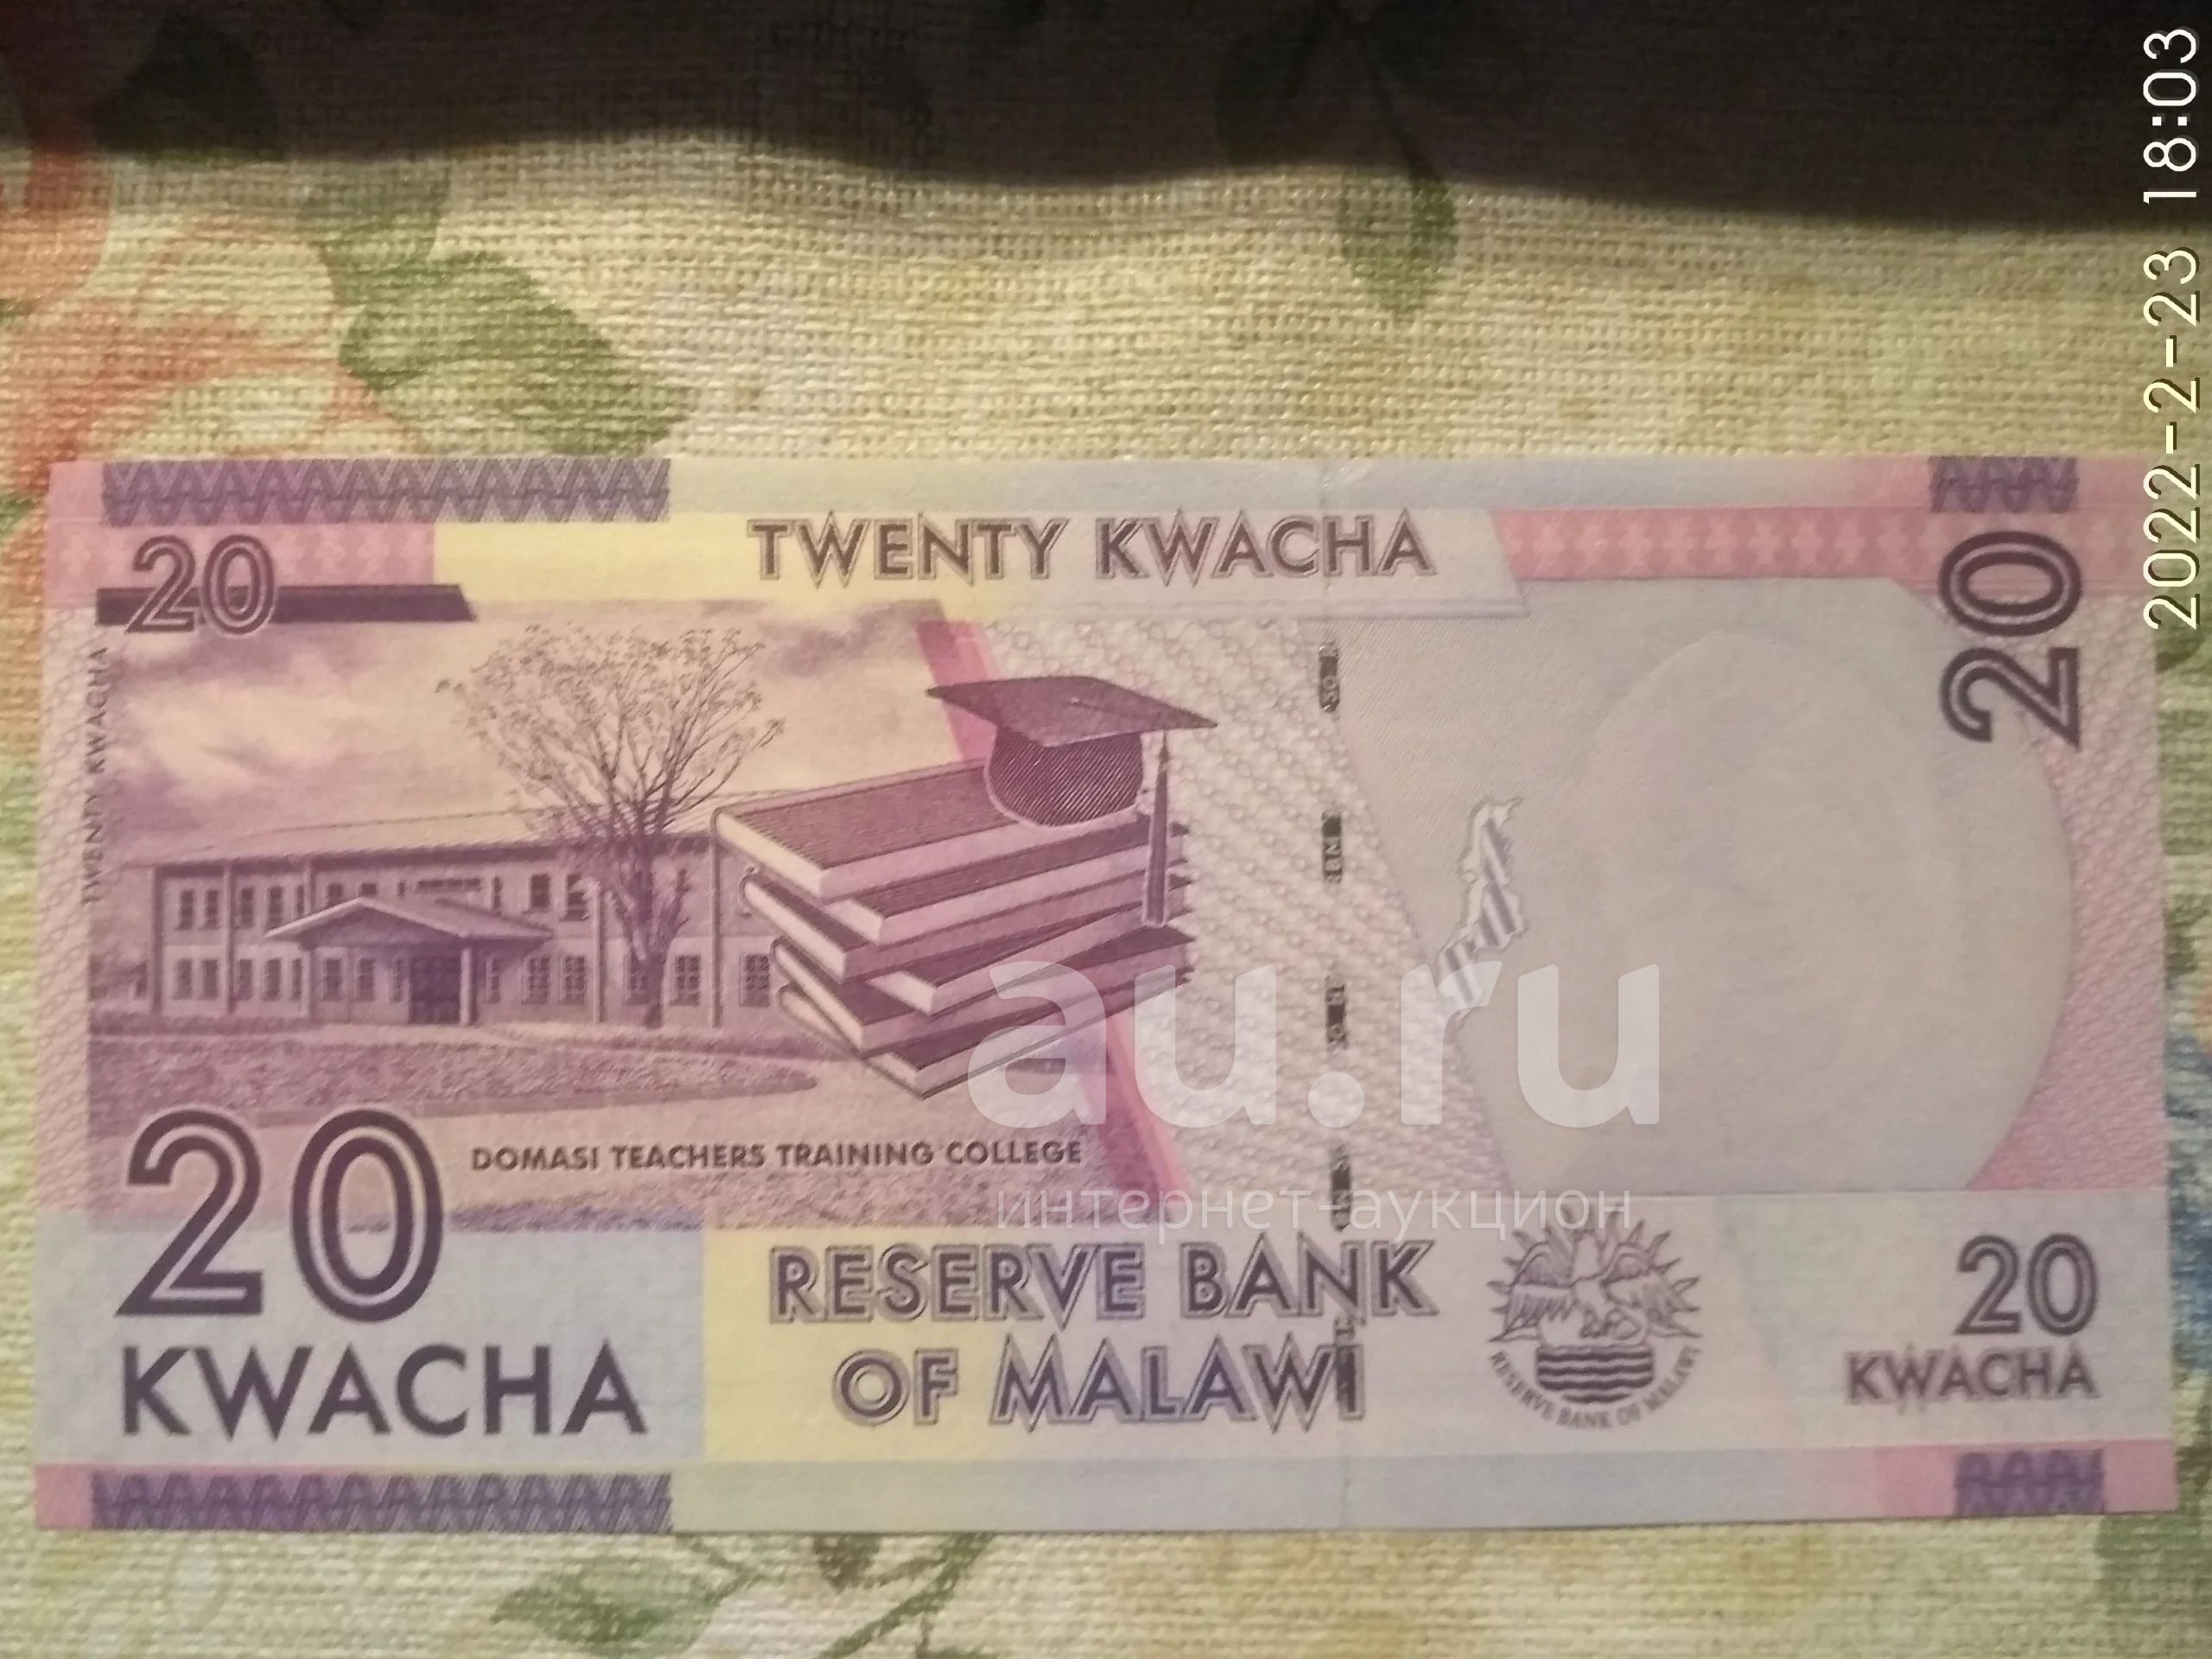 2022-2-23 18:03
20
TWENTY KWACHA
20
TWENTY KWACHA
20
DOMASI TEACHERS TRAINING COLLEGE
KWACHA
RESERVE BANK
OF MALAWI
RESERVE BANK OF MALAWI
20
KWACHA
au.ru
интернет-аукцион